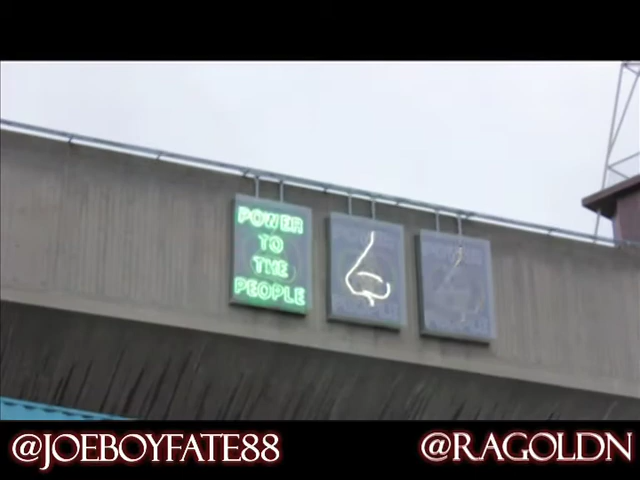 POWER
TO
THE
PEOPLE
@JOEBOYFATE88
@RAGOLDN